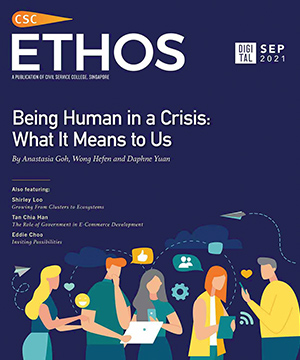 CSC
ETHOS
A PUBLICATION OF CIVIL SERVICE COLLEGE, SINGAPORE
DIGI
TAL
SEP
2021
Being Human in a Crisis:
What It Means to Us
By Anastasia Goh, Wong Hefen and Daphne Yuan
Also featuring:
Shirley Loo
Growing From Clusters to Ecosystems
Tan Chia Han
The Role of Government in E-Commerce Development
Eddie Choo
Inviting Possibilities